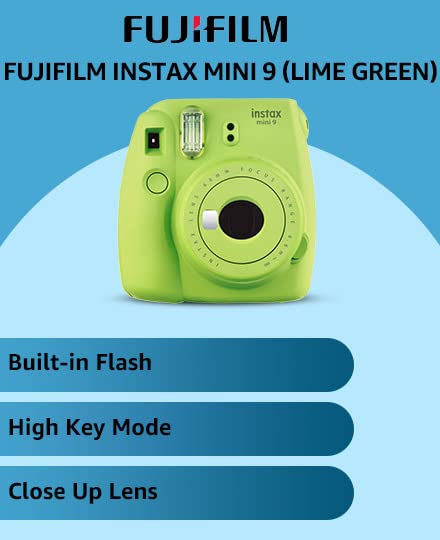 FUJIFILM
FUJIFILM INSTAX MINI 9 (LIME GREEN)
instax
mini 9
Built-in Flash
High Key Mode
Close Up Lens